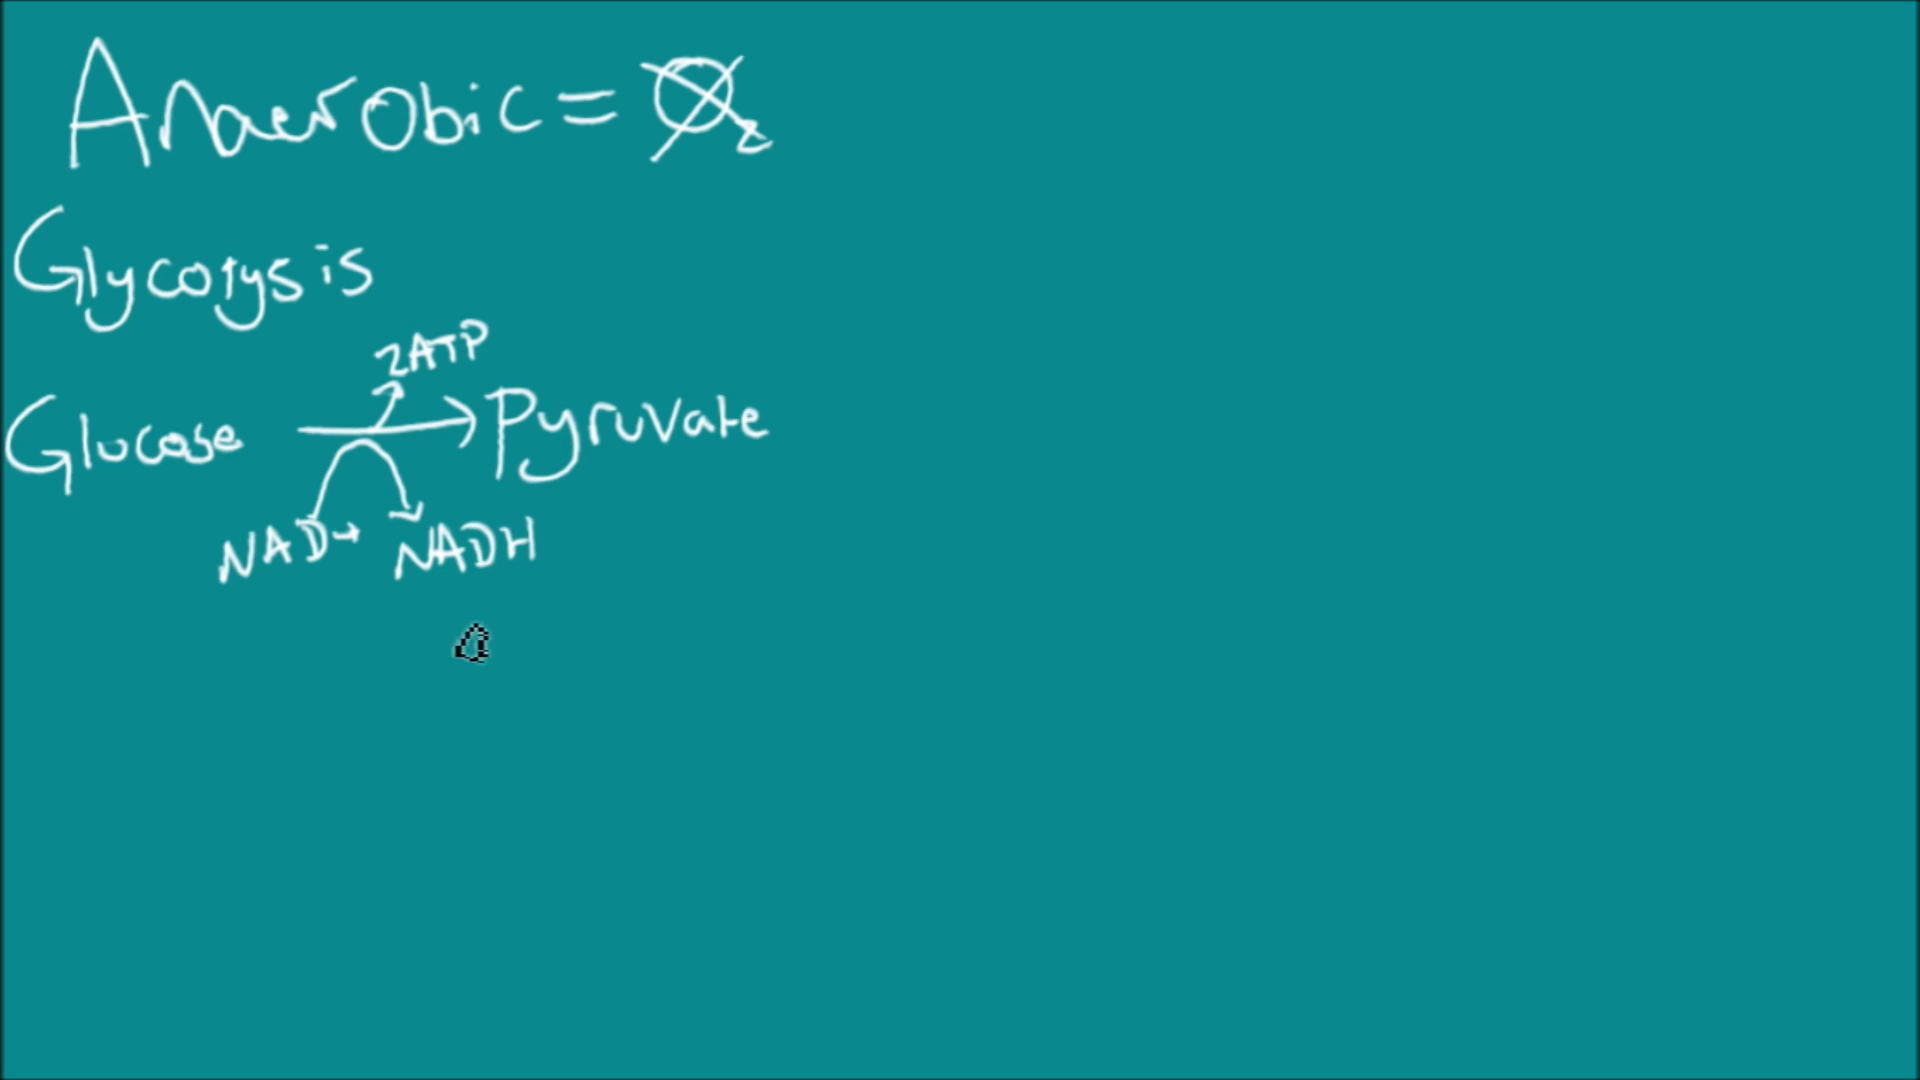 Anaerobic = O2
Glycolysis
2ATP
Glucose → Pyruvate
NAD+ NADH